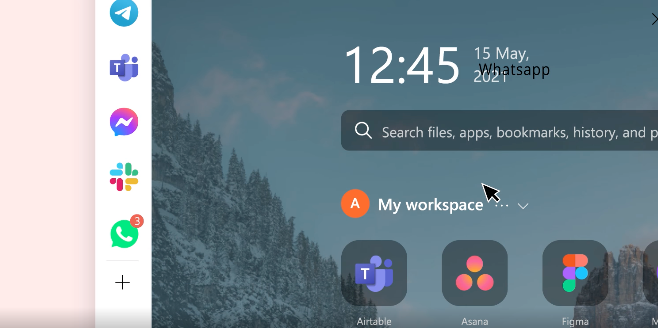 12:45
15 May,
2021
Whatsapp
Search files, apps, bookmarks, history, and p
3
A My workspace ...
T
T
Airtable
Asana
Figma
M